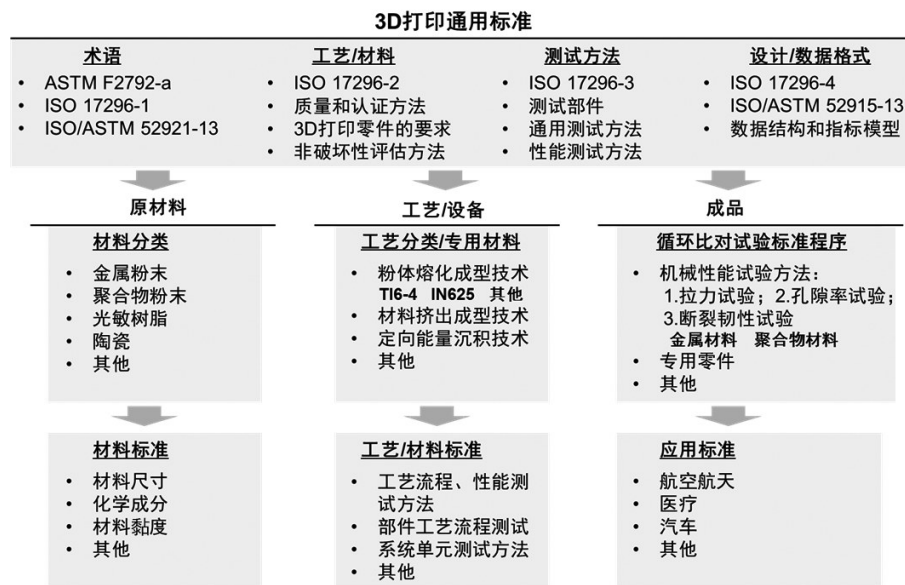 3D打印通用标准
术语
• ASTM F2792-a
• ISO 17296-1
• ISO/ASTM 52921-13
工艺/材料
• ISO 17296-2
• 质量和认证方法
• 3D打印零件的要求
• 非破坏性评估方法
测试方法
• ISO 17296-3
• 测试部件
• 通用测试方法
• 性能测试方法
设计/数据格式
• ISO 17296-4
• ISO/ASTM 52915-13
• 数据结构和指标模型
原材料
材料分类
• 金属粉末
• 聚合物粉末
• 光敏树脂
• 陶瓷
• 其他
工艺/设备
工艺分类/专用材料
• 粉体熔化成型技术
TI6-4 IN625 其他
• 材料挤出成型技术
• 定向能量沉积技术
• 其他
成品
循环比对试验标准程序
• 机械性能试验方法：
1.拉力试验；2.孔隙率试验；
3.断裂韧性试验
金属材料 聚合物材料
• 专用零件
• 其他
材料标准
• 材料尺寸
• 化学成分
• 材料黏度
• 其他
工艺/材料标准
• 工艺流程、性能测
试方法
• 部件工艺流程测试
• 系统单元测试方法
• 其他
应用标准
• 航空航天
• 医疗
• 汽车
• 其他